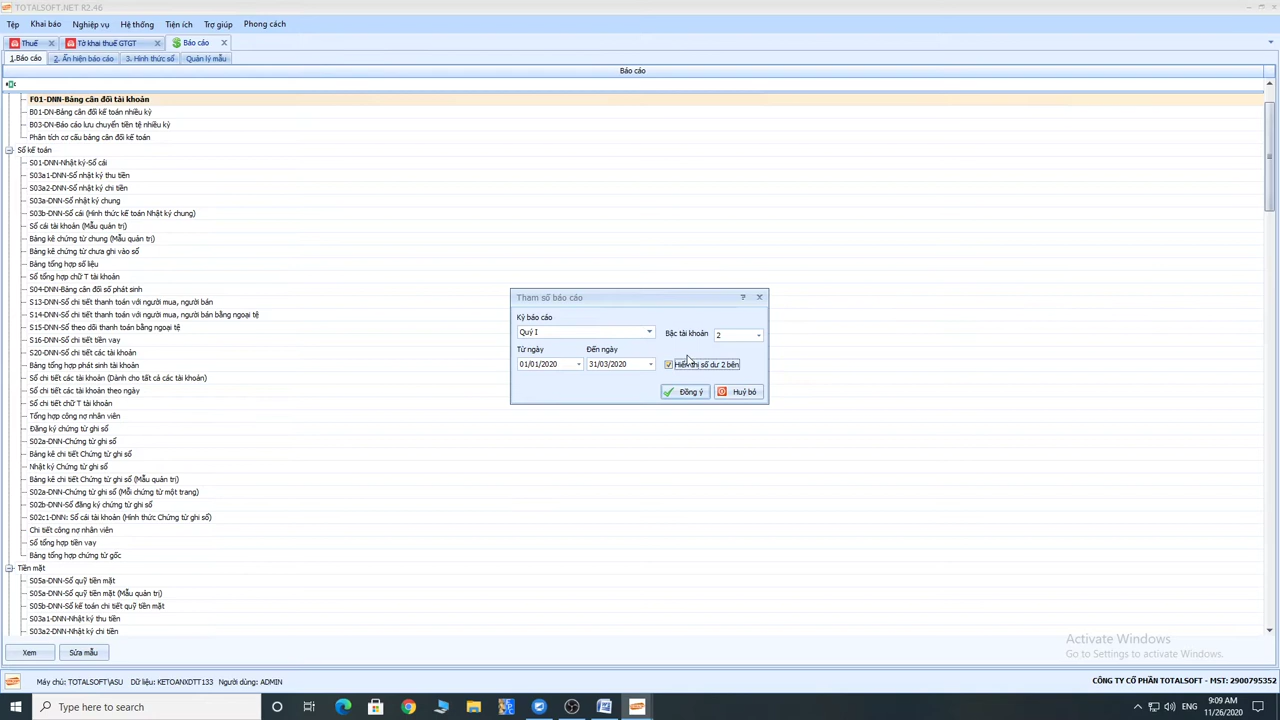 TOTALSOFT.NET R2.46
Tệp Khai báo Nghiệp vụ Hệ thống Tiện ích Trợ giúp Phong cách
Thuế Tờ khai thuế GTGT Báo cáo
1.Báo cáo 2. Ẩn hiện báo cáo 3. Hình thức sổ Quản lý mẫu
Báo cáo
F01-DNN-Bảng cân đối tài khoản
B01-DN-Bảng cân đối kế toán nhiều kỳ
B03-DN-Báo cáo lưu chuyển tiền tệ nhiều kỳ
Phân tích cơ cấu bảng cân đối kế toán
Sổ kế toán
S01-DNN-Nhật ký-Sổ cái
S03a1-DNN-Sổ nhật ký thu tiền
S03a2-DNN-Sổ nhật ký chi tiền
S03a-DNN-Sổ nhật ký chung
S03b-DNN-Sổ cái (Hình thức kế toán Nhật ký chung)
Sổ cái tài khoản (Mẫu quản trị)
Bảng kê chứng từ chung (Mẫu quản trị)
Bảng kê chứng từ chưa ghi vào sổ
Bảng tổng hợp số liệu
Sổ tổng hợp chữ T tài khoản
S04-DNN-Bảng cân đối số phát sinh
S13-DNN-Sổ chi tiết thanh toán với người mua, người bán
S14-DNN-Sổ chi tiết thanh toán với người mua, người bán bằng ngoại tệ
S15-DNN-Sổ theo dõi thanh toán bằng ngoại tệ
S16-DNN-Sổ chi tiết tiền vay
S20-DNN-Sổ chi tiết các tài khoản
Bảng tổng hợp phát sinh tài khoản
Sổ chi tiết các tài khoản (Dành cho tất cả các tài khoản)
Sổ chi tiết các tài khoản theo ngày
Sổ chi tiết chữ T tài khoản
Tổng hợp công nợ nhân viên
Đăng ký chứng từ ghi sổ
S02a-DNN-Chứng từ ghi sổ
Bảng kê chi tiết Chứng từ ghi sổ
Nhật ký Chứng từ ghi sổ
Bảng kê chi tiết Chứng từ ghi sổ (Mẫu quản trị)
S02a-DNN-Chứng từ ghi sổ (Mỗi chứng từ một trang)
S02b-DNN-Sổ đăng ký chứng từ ghi sổ
S02c1-DNN: Sổ cái tài khoản (Hình thức Chứng từ ghi sổ)
Chi tiết công nợ nhân viên
Sổ tổng hợp tiền vay
Bảng tổng hợp chứng từ gốc
Tiền mặt
S05a-DNN-Sổ quỹ tiền mặt
S05a-DNN-Sổ quỹ tiền mặt (Mẫu quản trị)
S05b-DNN-Sổ kế toán chi tiết quỹ tiền mặt
S03a1-DNN-Nhật ký thu tiền
S03a2-DNN-Nhật ký chi tiền
Tham số báo cáo
Kỳ báo cáo
Quý I
Bậc tài khoản 2
Từ ngày Đến ngày
01/01/2020 31/03/2020 Hiển thị số dư 2 bên
Đồng ý Huỷ bỏ
Activate Windows
Go to Settings to activate Windows.
Xem Sửa mẫu
Máy chủ: TOTALSOFT\ASU Dữ liệu: KETOANXDTT133 Người dùng: ADMIN
CÔNG TY CỔ PHẦN TOTALSOFT - MST: 2900795352
Type here to search
ENG
9:09 AM
11/26/2020